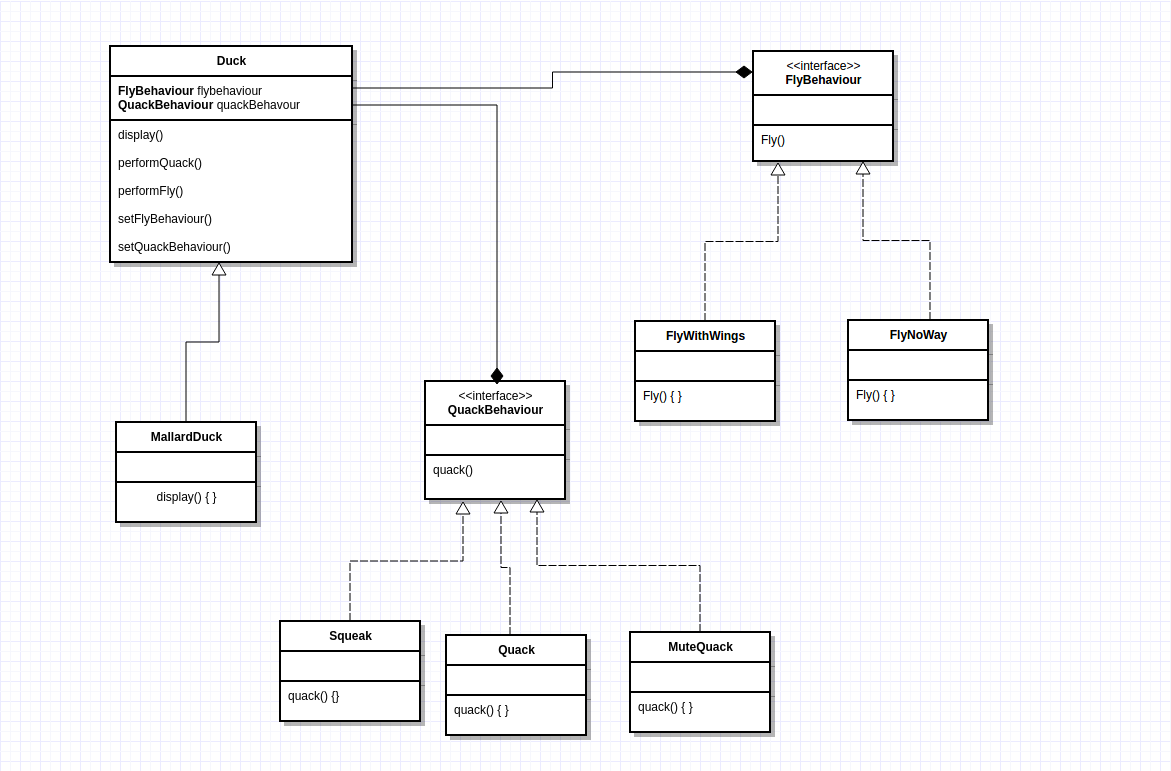 Duck
FlyBehaviour flybehaviour
QuackBehaviour quackBehavour
display()
performQuack()
performFly()
setFlyBehaviour()
setQuackBehaviour()
<<interface>>
FlyBehaviour
Fly()
FlyWithWings
Fly() { }
FlyNoWay
Fly() { }
MallardDuck
display() { }
<<interface>>
QuackBehaviour
quack()
Squeak
quack() {}
Quack
quack() { }
MuteQuack
quack() { }